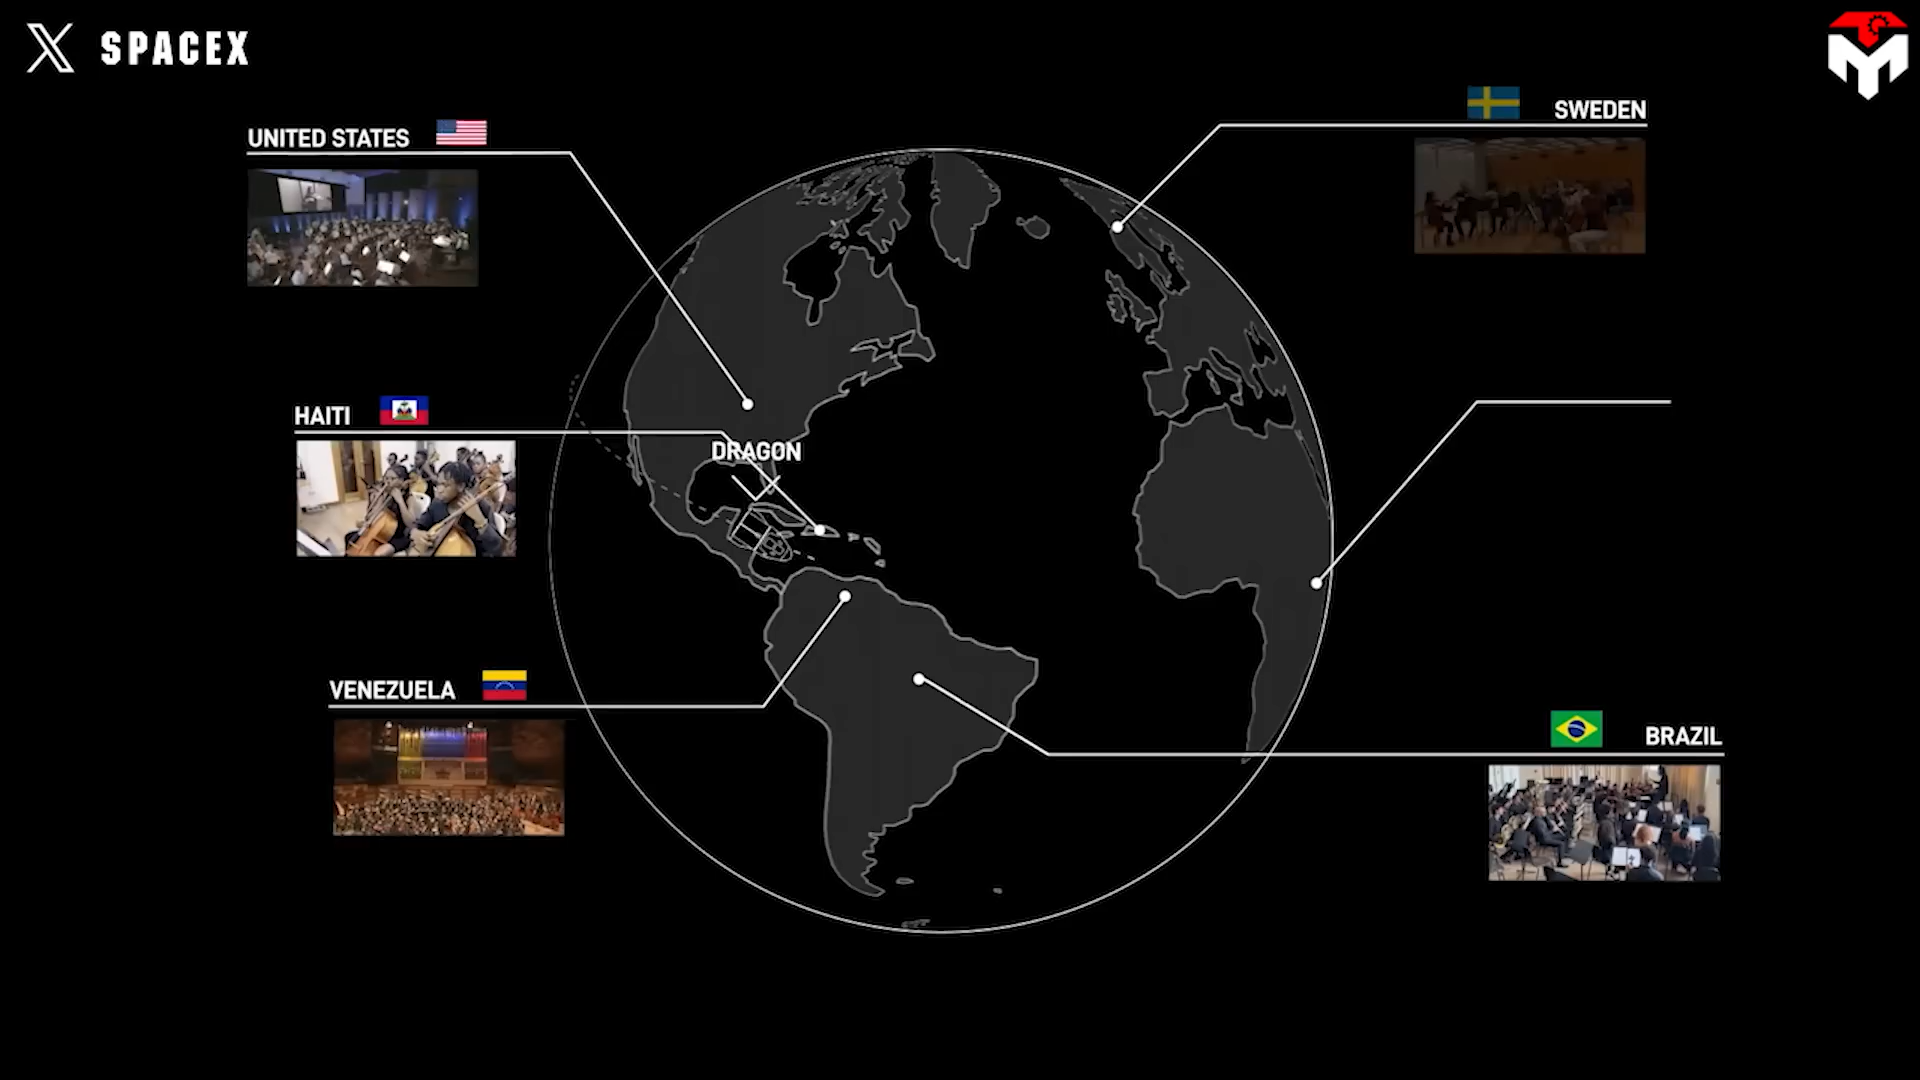 SPACEX
SWEDEN
UNITED STATES
HAITI
DRAGON
VENEZUELA
BRAZIL